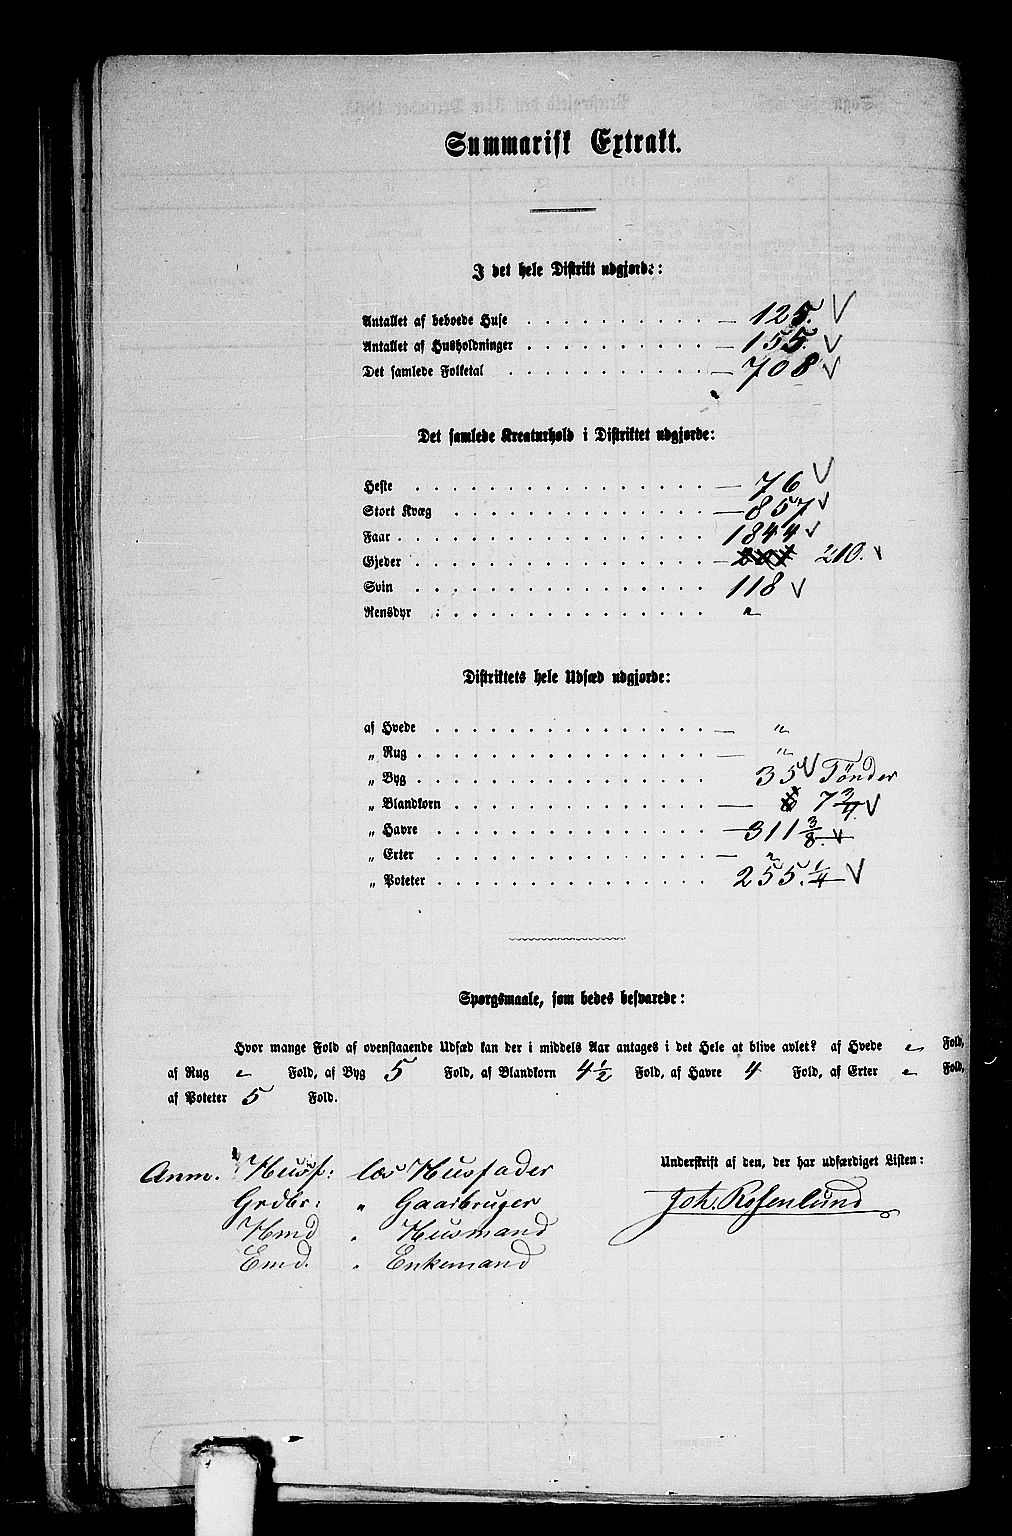 Summarisk Extrakt.
I det hele Distrikt udgjorde:
Antallet af beboede Huse . . . . . . . . . . — 125.
Antallet af Husholdninger . . . . . . . . . . — 155.
Det samlede Folketal . . . . . . . . . . . — 708
Det samlede Kreaturhold i Distriktet udgjorde:
Heste . . . . . . . . . . . . . . . . — 76
Stort Kvæg . . . . . . . . . . . . . . — 857
Faar . . . . . . . . . . . . . . . . . 1844
Gjeder . . . . . . . . . . . . . . . . — 210.
Svin . . . . . . . . . . . . . . . . 118
Rensdyr . . . . . . . . . . . . . . . "
Distriktets hele Udsæd udgjorde:
af Hvede . . . . . . . . . . . . . . . — "
„ Rug . . . . . . . . . . . . . . . . — "
„ Byg . . . . . . . . . . . . . . . . 35 Tönder
„ Blandkorn . . . . . . . . . . . . . . — 7 3/4
„ Havre . . . . . . . . . . . . . . . — 311 3/8.
„ Erter . . . . . . . . . . . . . . . — "
„ Poteter . . . . . . . . . . . . . . . 255. 1/4
Spørgsmaale, som bedes besvarede:
Hvor mange Fold af ovenstaaende Udsæd kan der i middels Aar antages i det Hele at blive avlet? af Hvede " Fold,
af Rug " Fold, af Byg 5 Fold, af Blandkorn 4 1/2 Fold, af Havre 4 Fold, af Erter " Fold,
af Poteter 5 Fold.
Underskrift af den, der har udfærdiget Listen:
Anm. Husf: læs Husfader
Joh. Rosenlund
Grdbr: " Gaardbruger
Hmd " Husmand
Emd. " Enkemand